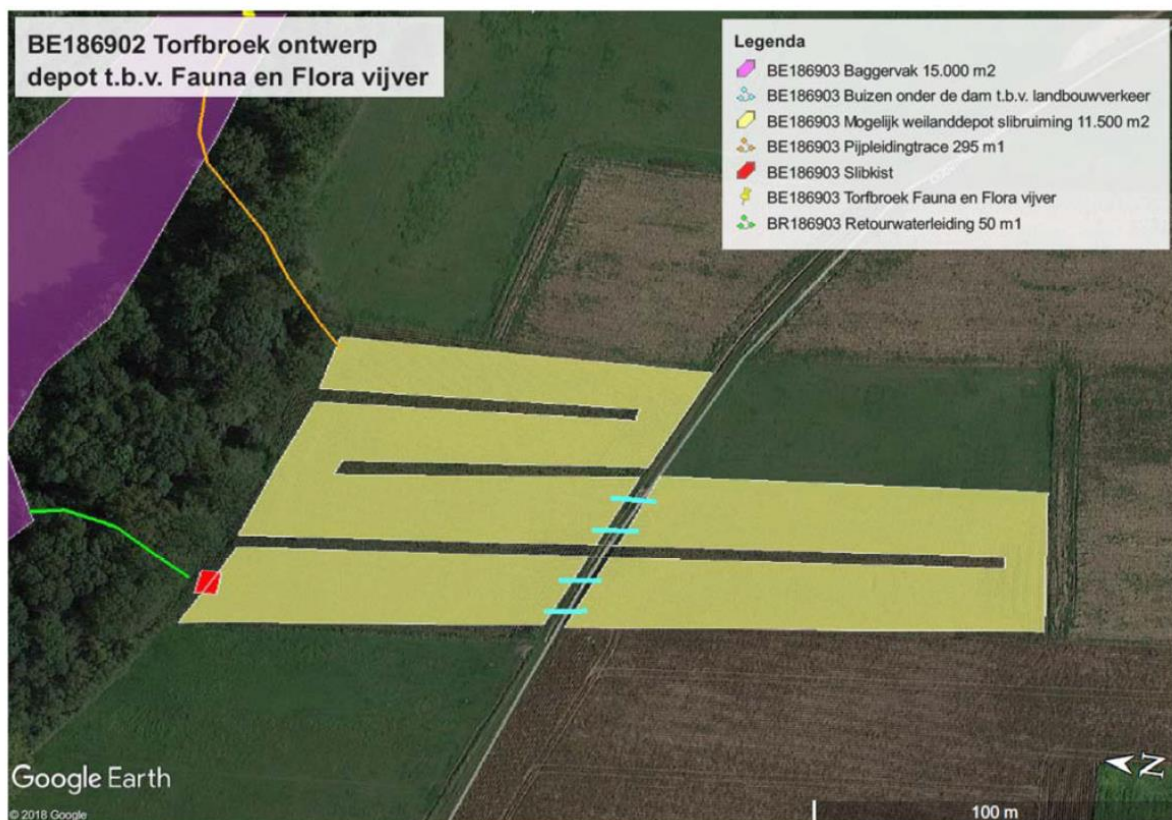 BE186902 Torfbroek ontwerp
depot t.b.v. Fauna en Flora vijver
Legenda
BE186903 Baggervak 15.000 m2
BE186903 Buizen onder de dam t.b.v. landbouwverkeer
BE186903 Mogelijk weilanddepot slibruiming 11.500 m2
BE186903 Pijpleidingtrace 295 m1
BE186903 Slibkist
BE186903 Torfbroek Fauna en Flora vijver
BR186903 Retourwaterleiding 50 m1
N
Google Earth
© 2018 Google
100 m